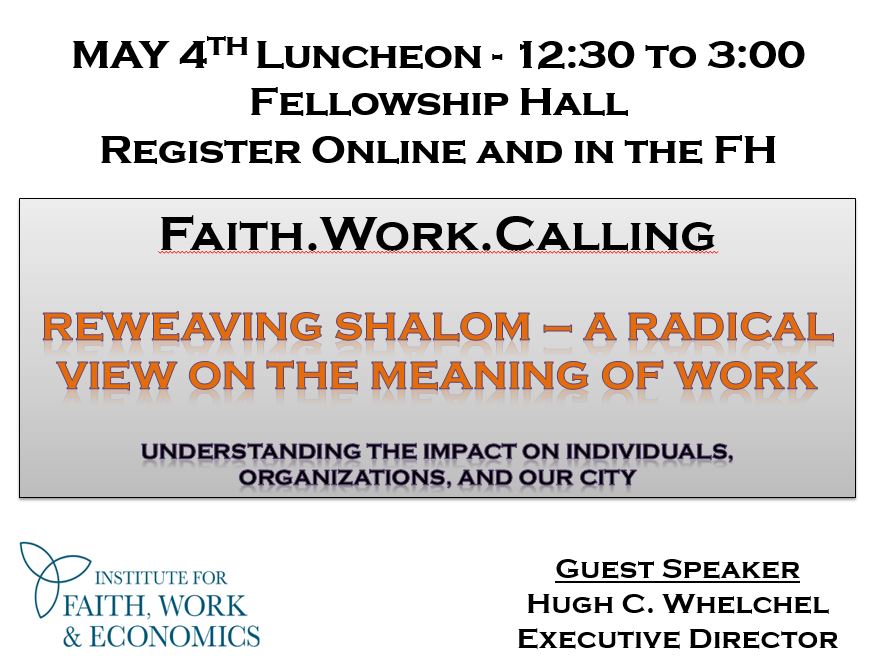 MAY 4TH Luncheon - 12:30 to 3:00
Fellowship Hall
Register Online and in the FH
Faith.Work.Calling
REWEAVING SHALOM – A RADICAL
VIEW ON THE MEANING OF WORK
UNDERSTANDING THE IMPACT ON INDIVIDUALS,
ORGANIZATIONS, AND OUR CITY
INSTITUTE FOR
FAITH, WORK
& ECONOMICS
Guest Speaker
Hugh C. Whelchel
Executive Director